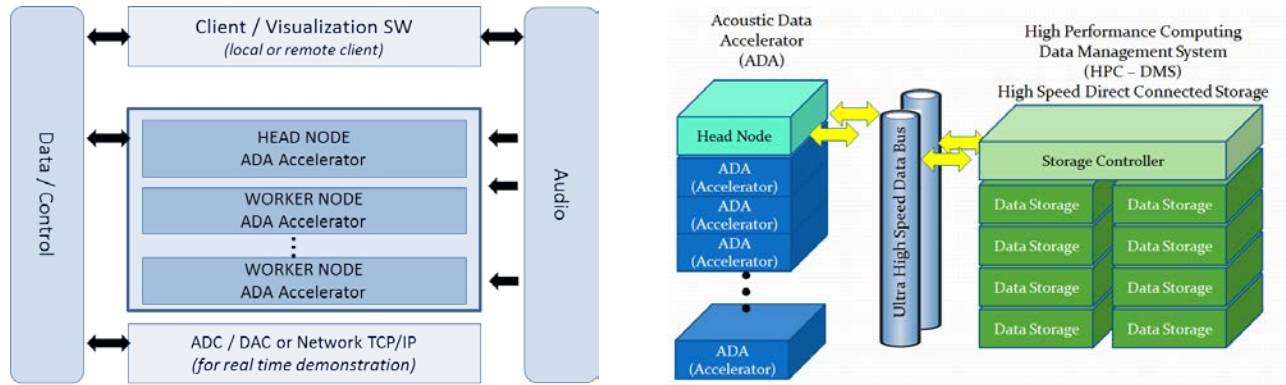 Data / Control
Client / Visualization SW
(local or remote client)
HEAD NODE
ADA Accelerator
WORKER NODE
ADA Accelerator
WORKER NODE
ADA Accelerator
ADC / DAC or Network TCP/IP
(for real time demonstration)
Audio
Acoustic Data
Accelerator
(ADA)
Head Node
ADA
(Accelerator)
ADA
(Accelerator)
ADA
(Accelerator)
ADA
(Accelerator)
Ultra High Speed Data Bus
High Performance Computing
Data Management System
(HPC – DMS)
High Speed Direct Connected Storage
Storage Controller
Data Storage
Data Storage
Data Storage
Data Storage
Data Storage
Data Storage
Data Storage
Data Storage